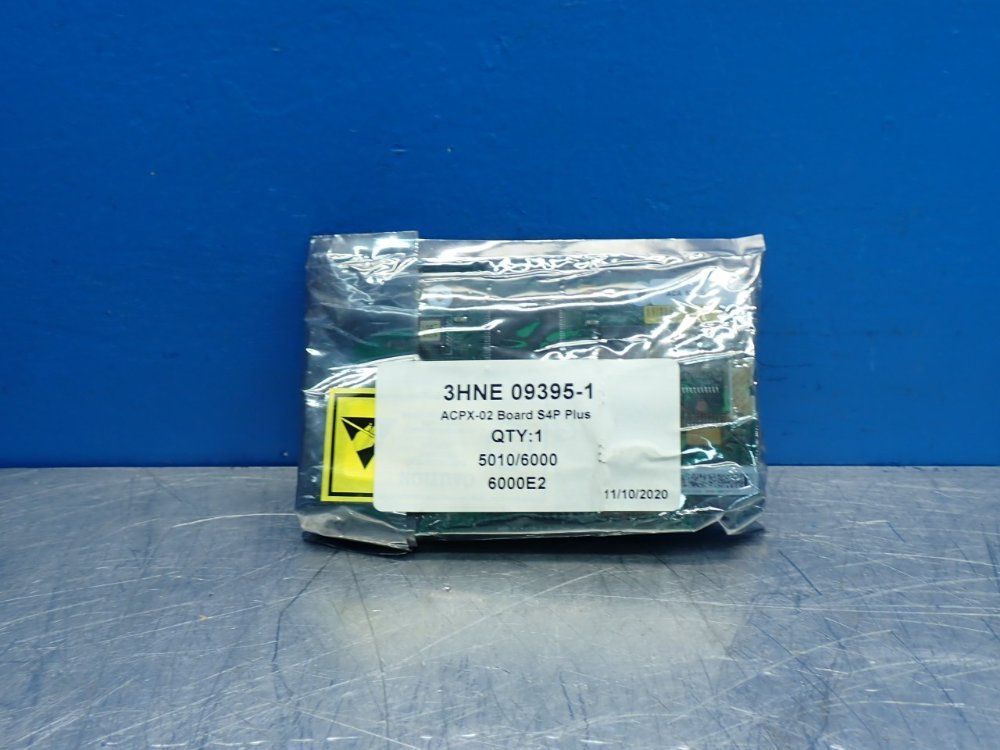 3HNE 09395-1
ACPX-02 Board S4P Plus
QTY:1
5010/6000
6000E2
11/10/2020